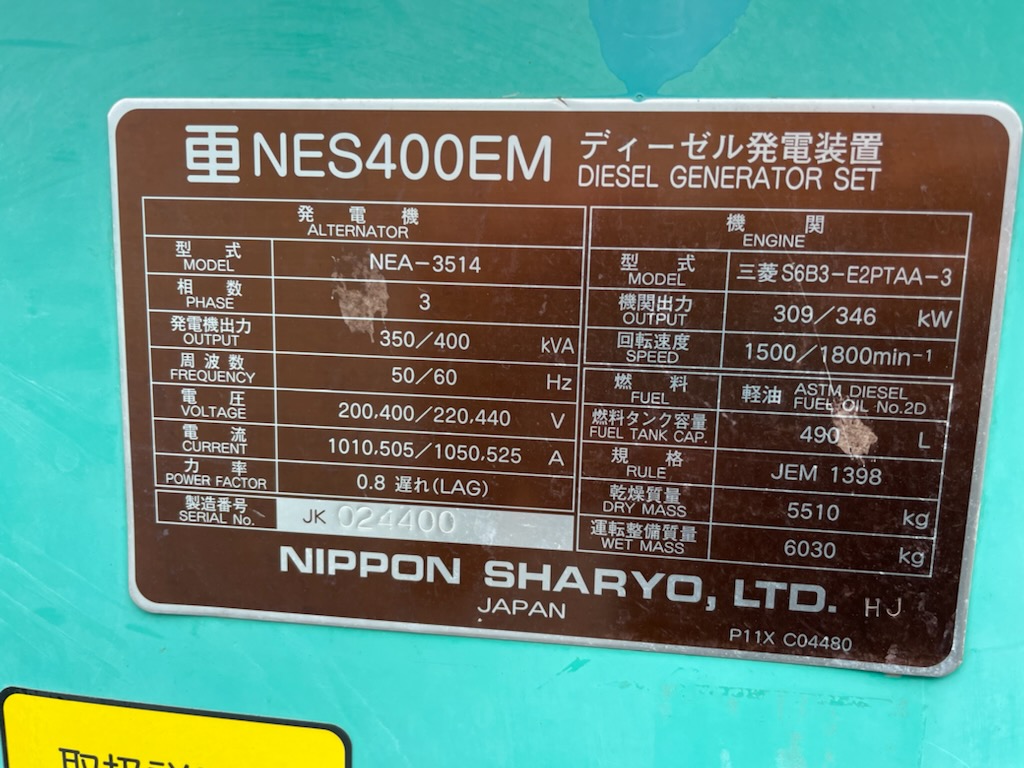 NES400EM ディーゼル発電装置
DIESEL GENERATOR SET
発電機
ALTERNATOR
型式 MODEL NEA-3514
相数 PHASE 3
発電機出力 OUTPUT 350/400 kVA
周波数 FREQUENCY 50/60 Hz
電圧 VOLTAGE 200,400/220,440 V
電流 CURRENT 1010,505/1050,525 A
力率 POWER FACTOR 0.8 遅れ(LAG)
製造番号 SERIAL No. JK 024400
機関
ENGINE
型式 MODEL 三菱 S6B3-E2PTAA-3
機関出力 OUTPUT 309/346 kW
回転速度 SPEED 1500/1800min-1
燃料 FUEL 軽油 ASTM DIESEL FUEL OIL No.2D
燃料タンク容量 FUEL TANK CAP. 490 L
規格 RULE JEM 1398
乾燥質量 DRY MASS 5510 kg
運転整備質量 WET MASS 6030 kg
NIPPON SHARYO, LTD. HJ
JAPAN
P11X C04480
取扱説